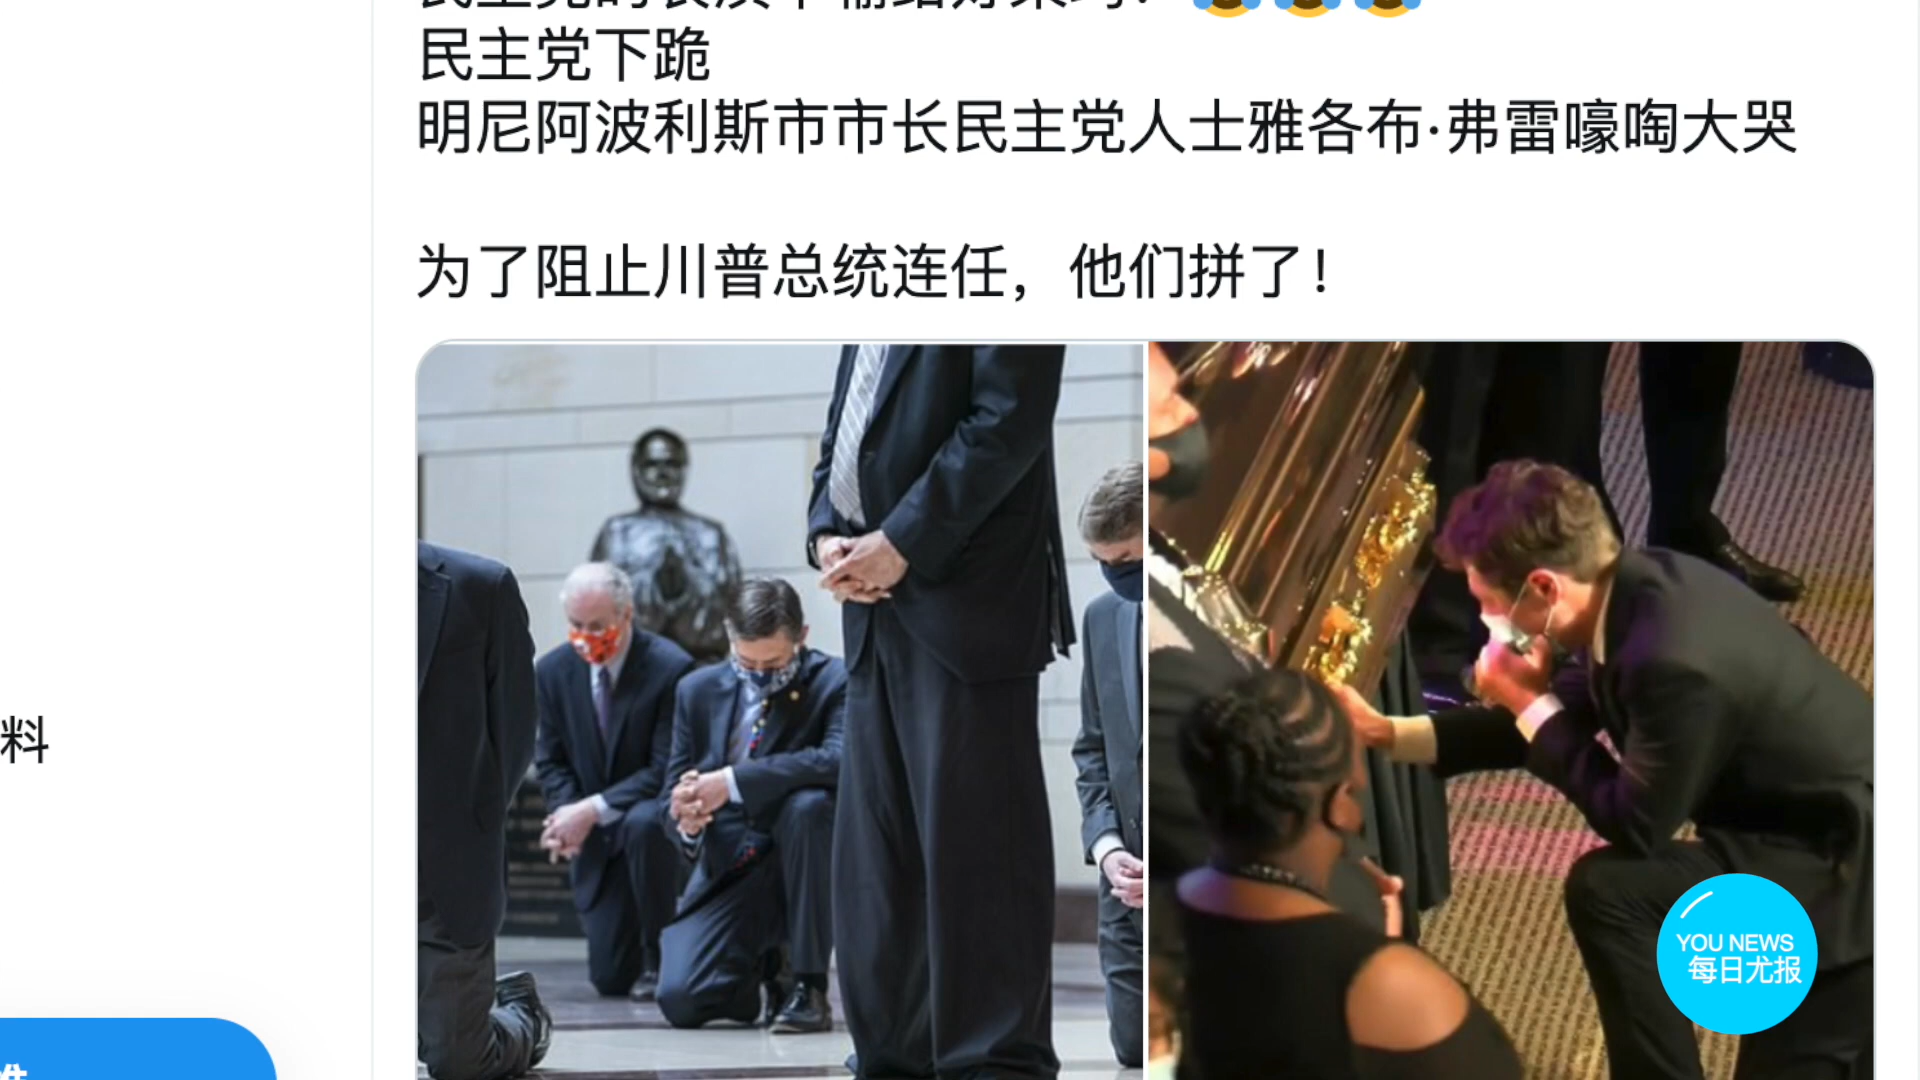 民主党下跪
明尼阿波利斯市市长民主党人士雅各布·弗雷嚎啕大哭
为了阻止川普总统连任，他们拼了！
料
YOU NEWS
每日尤报